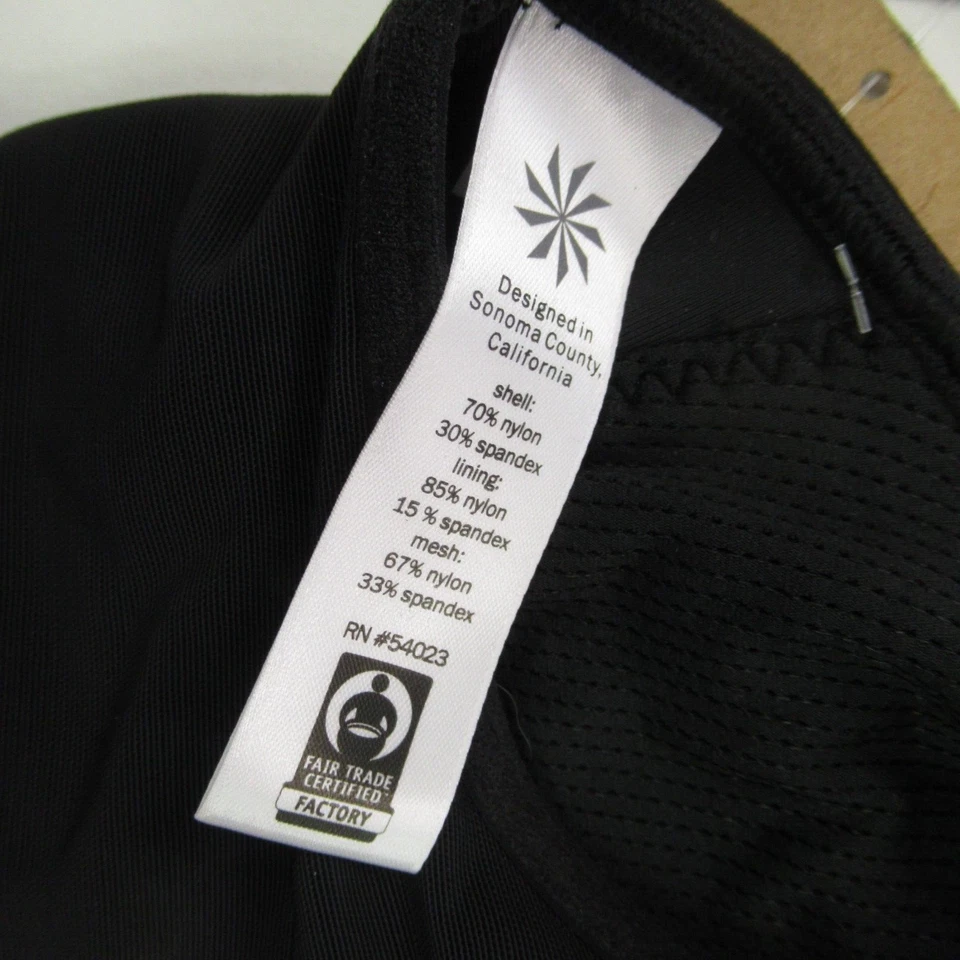 Designed in
Sonoma County,
California
shell:
70% nylon
30% spandex
lining:
85% nylon
15 % spandex
mesh:
67% nylon
33% spandex
RN #54023
FAIR TRADE
CERTIFIED™
FACTORY